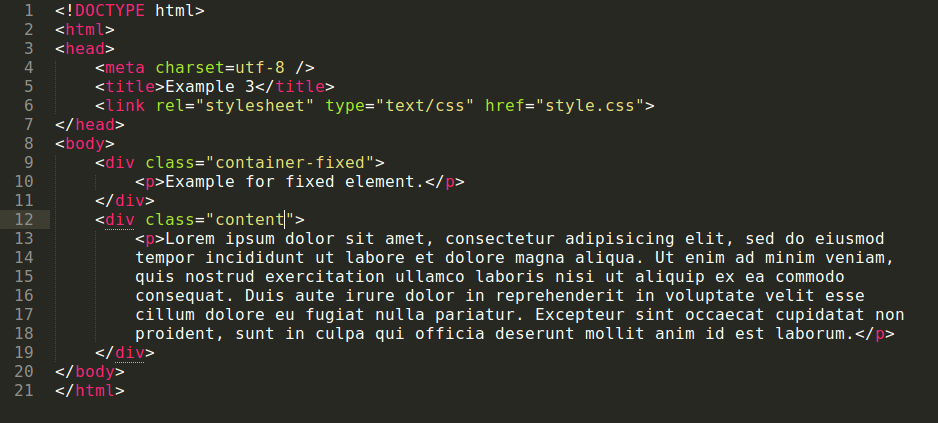 1 <!DOCTYPE html>
2 <html>
3 <head>
4     <meta charset=utf-8 />
5     <title>Example 3</title>
6     <link rel="stylesheet" type="text/css" href="style.css">
7 </head>
8 <body>
9     <div class="container-fixed">
10         <p>Example for fixed element.</p>
11     </div>
12     <div class="content">
13         <p>Lorem ipsum dolor sit amet, consectetur adipisicing elit, sed do eiusmod
14         tempor incididunt ut labore et dolore magna aliqua. Ut enim ad minim veniam,
15         quis nostrud exercitation ullamco laboris nisi ut aliquip ex ea commodo
16         consequat. Duis aute irure dolor in reprehenderit in voluptate velit esse
17         cillum dolore eu fugiat nulla pariatur. Excepteur sint occaecat cupidatat non
18         proident, sunt in culpa qui officia deserunt mollit anim id est laborum.</p>
19     </div>
20 </body>
21 </html>